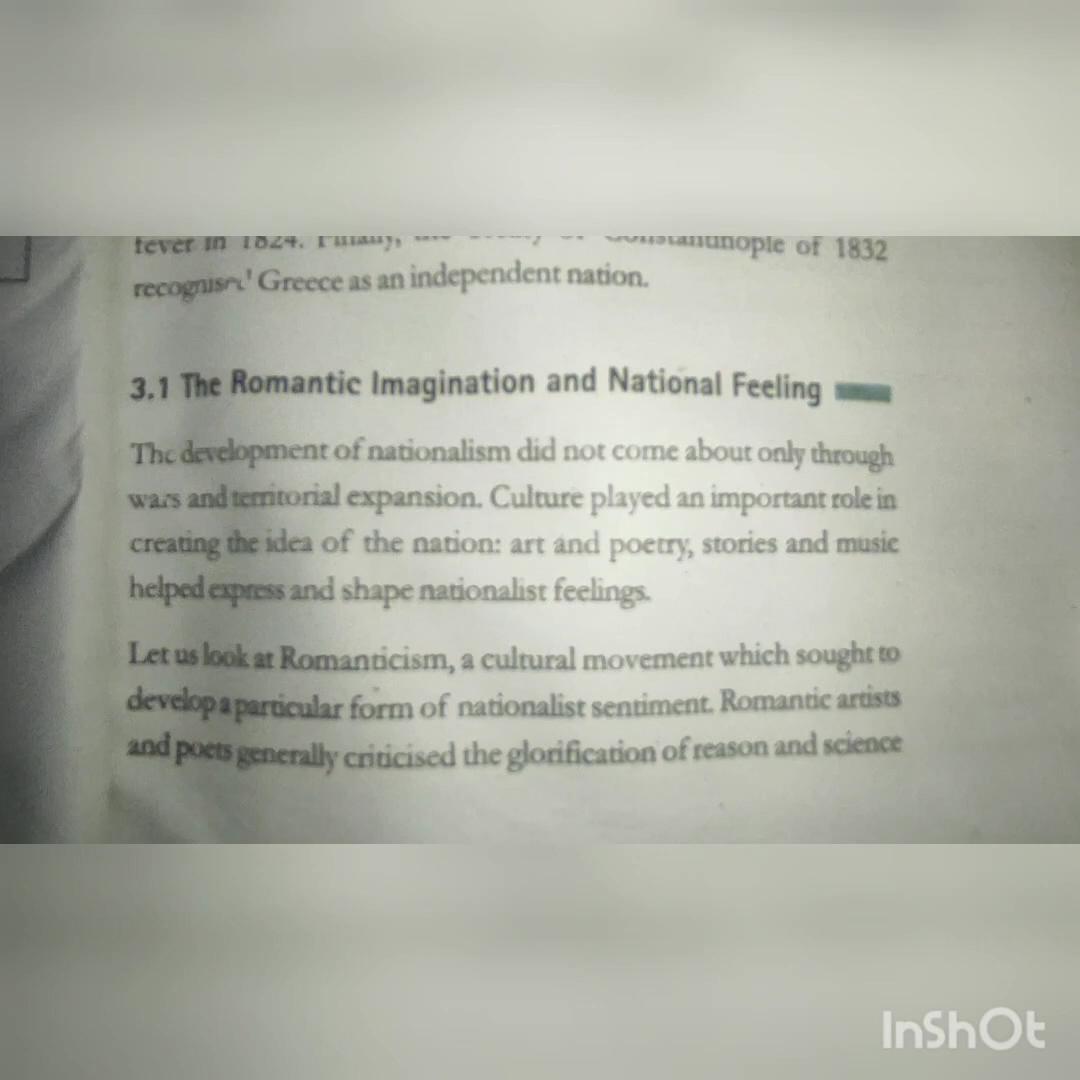 fever in 1824. Finally, the Treaty of Constantinople of 1832
recognised Greece as an independent nation.
3.1 The Romantic Imagination and National Feeling
The development of nationalism did not come about only through
wars and territorial expansion. Culture played an important role in
creating the idea of the nation: art and poetry, stories and music
helped express and shape nationalist feelings.
Let us look at Romanticism, a cultural movement which sought to
develop a particular form of nationalist sentiment. Romantic artists
and poets generally criticised the glorification of reason and science
InShOt